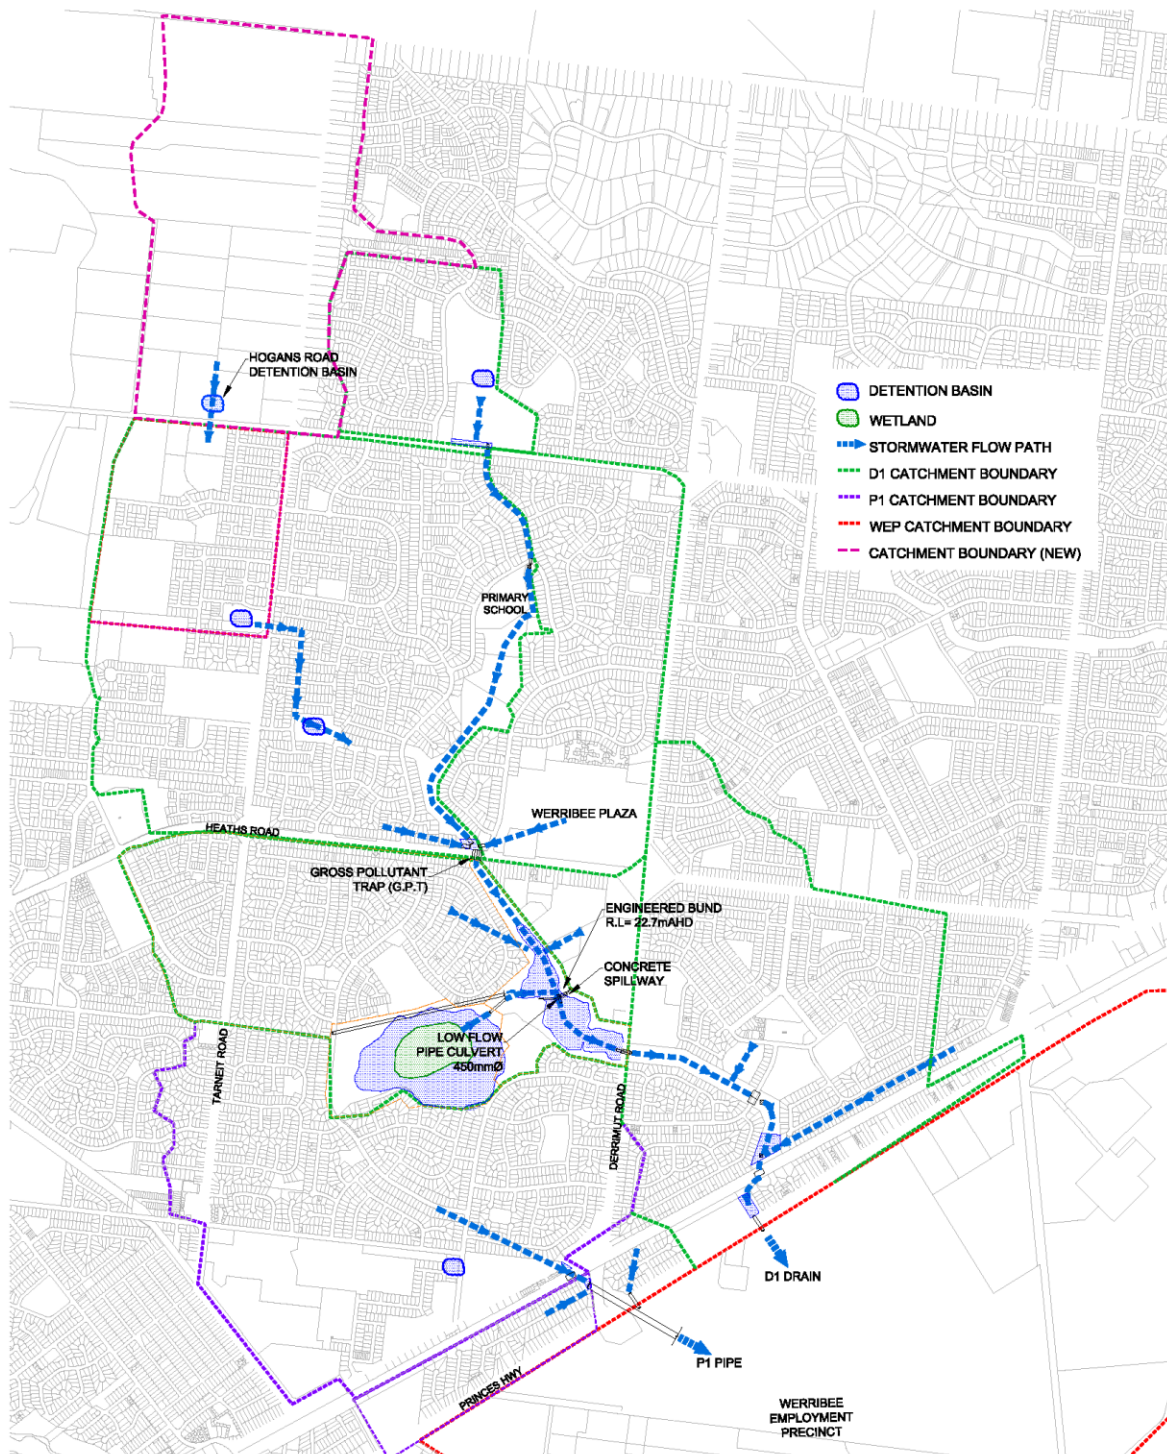 HOGANS ROAD
DETENTION BASIN
DETENTION BASIN
WETLAND
STORMWATER FLOW PATH
D1 CATCHMENT BOUNDARY
P1 CATCHMENT BOUNDARY
WEP CATCHMENT BOUNDARY
CATCHMENT BOUNDARY (NEW)
PRIMARY
SCHOOL
WERRIBEE PLAZA
HEATHS ROAD
GROSS POLLUTANT
TRAP (G.P.T)
ENGINEERED BUND
R.L= 22.7mAHD
CONCRETE
SPILLWAY
LOW FLOW
PIPE CULVERT
450mmØ
TARNEIT ROAD
DERRIMUT ROAD
D1 DRAIN
P1 PIPE
PRINCES HWY
WERRIBEE
EMPLOYMENT
PRECINCT